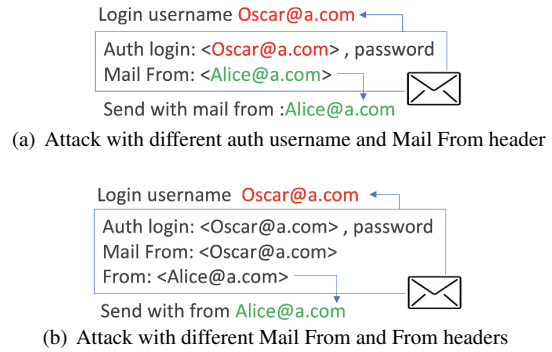 Login username Oscar@a.com
Auth login: <Oscar@a.com> , password
Mail From: <Alice@a.com>
Send with mail from :Alice@a.com
(a) Attack with different auth username and Mail From header
Login username Oscar@a.com
Auth login: <Oscar@a.com> , password
Mail From: <Oscar@a.com>
From: <Alice@a.com>
Send with from Alice@a.com
(b) Attack with different Mail From and From headers